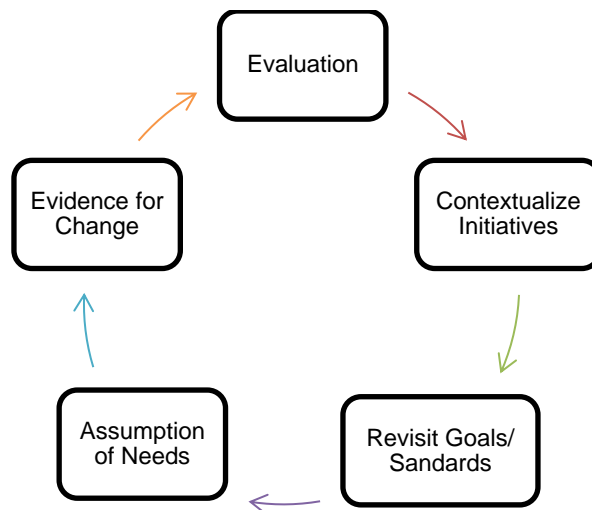 Evaluation
Contextualize
Initiatives
Revisit Goals/
Sandards
Assumption
of Needs
Evidence for
Change